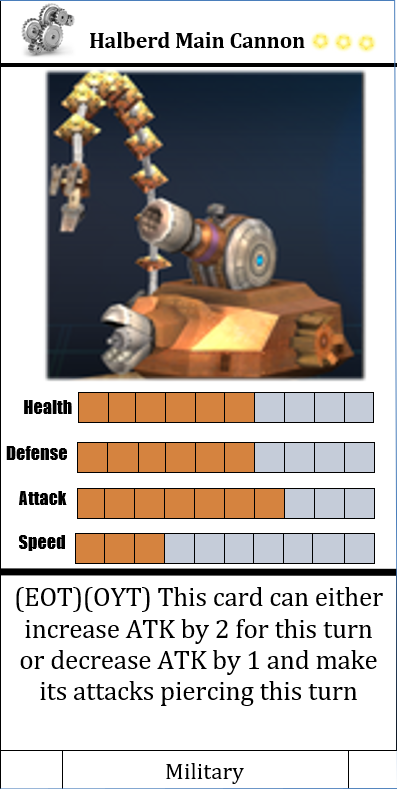 Halberd Main Cannon
Health
Defense
Attack
Speed
(EOT)(OYT) This card can either
increase ATK by 2 for this turn
or decrease ATK by 1 and make
its attacks piercing this turn
Military